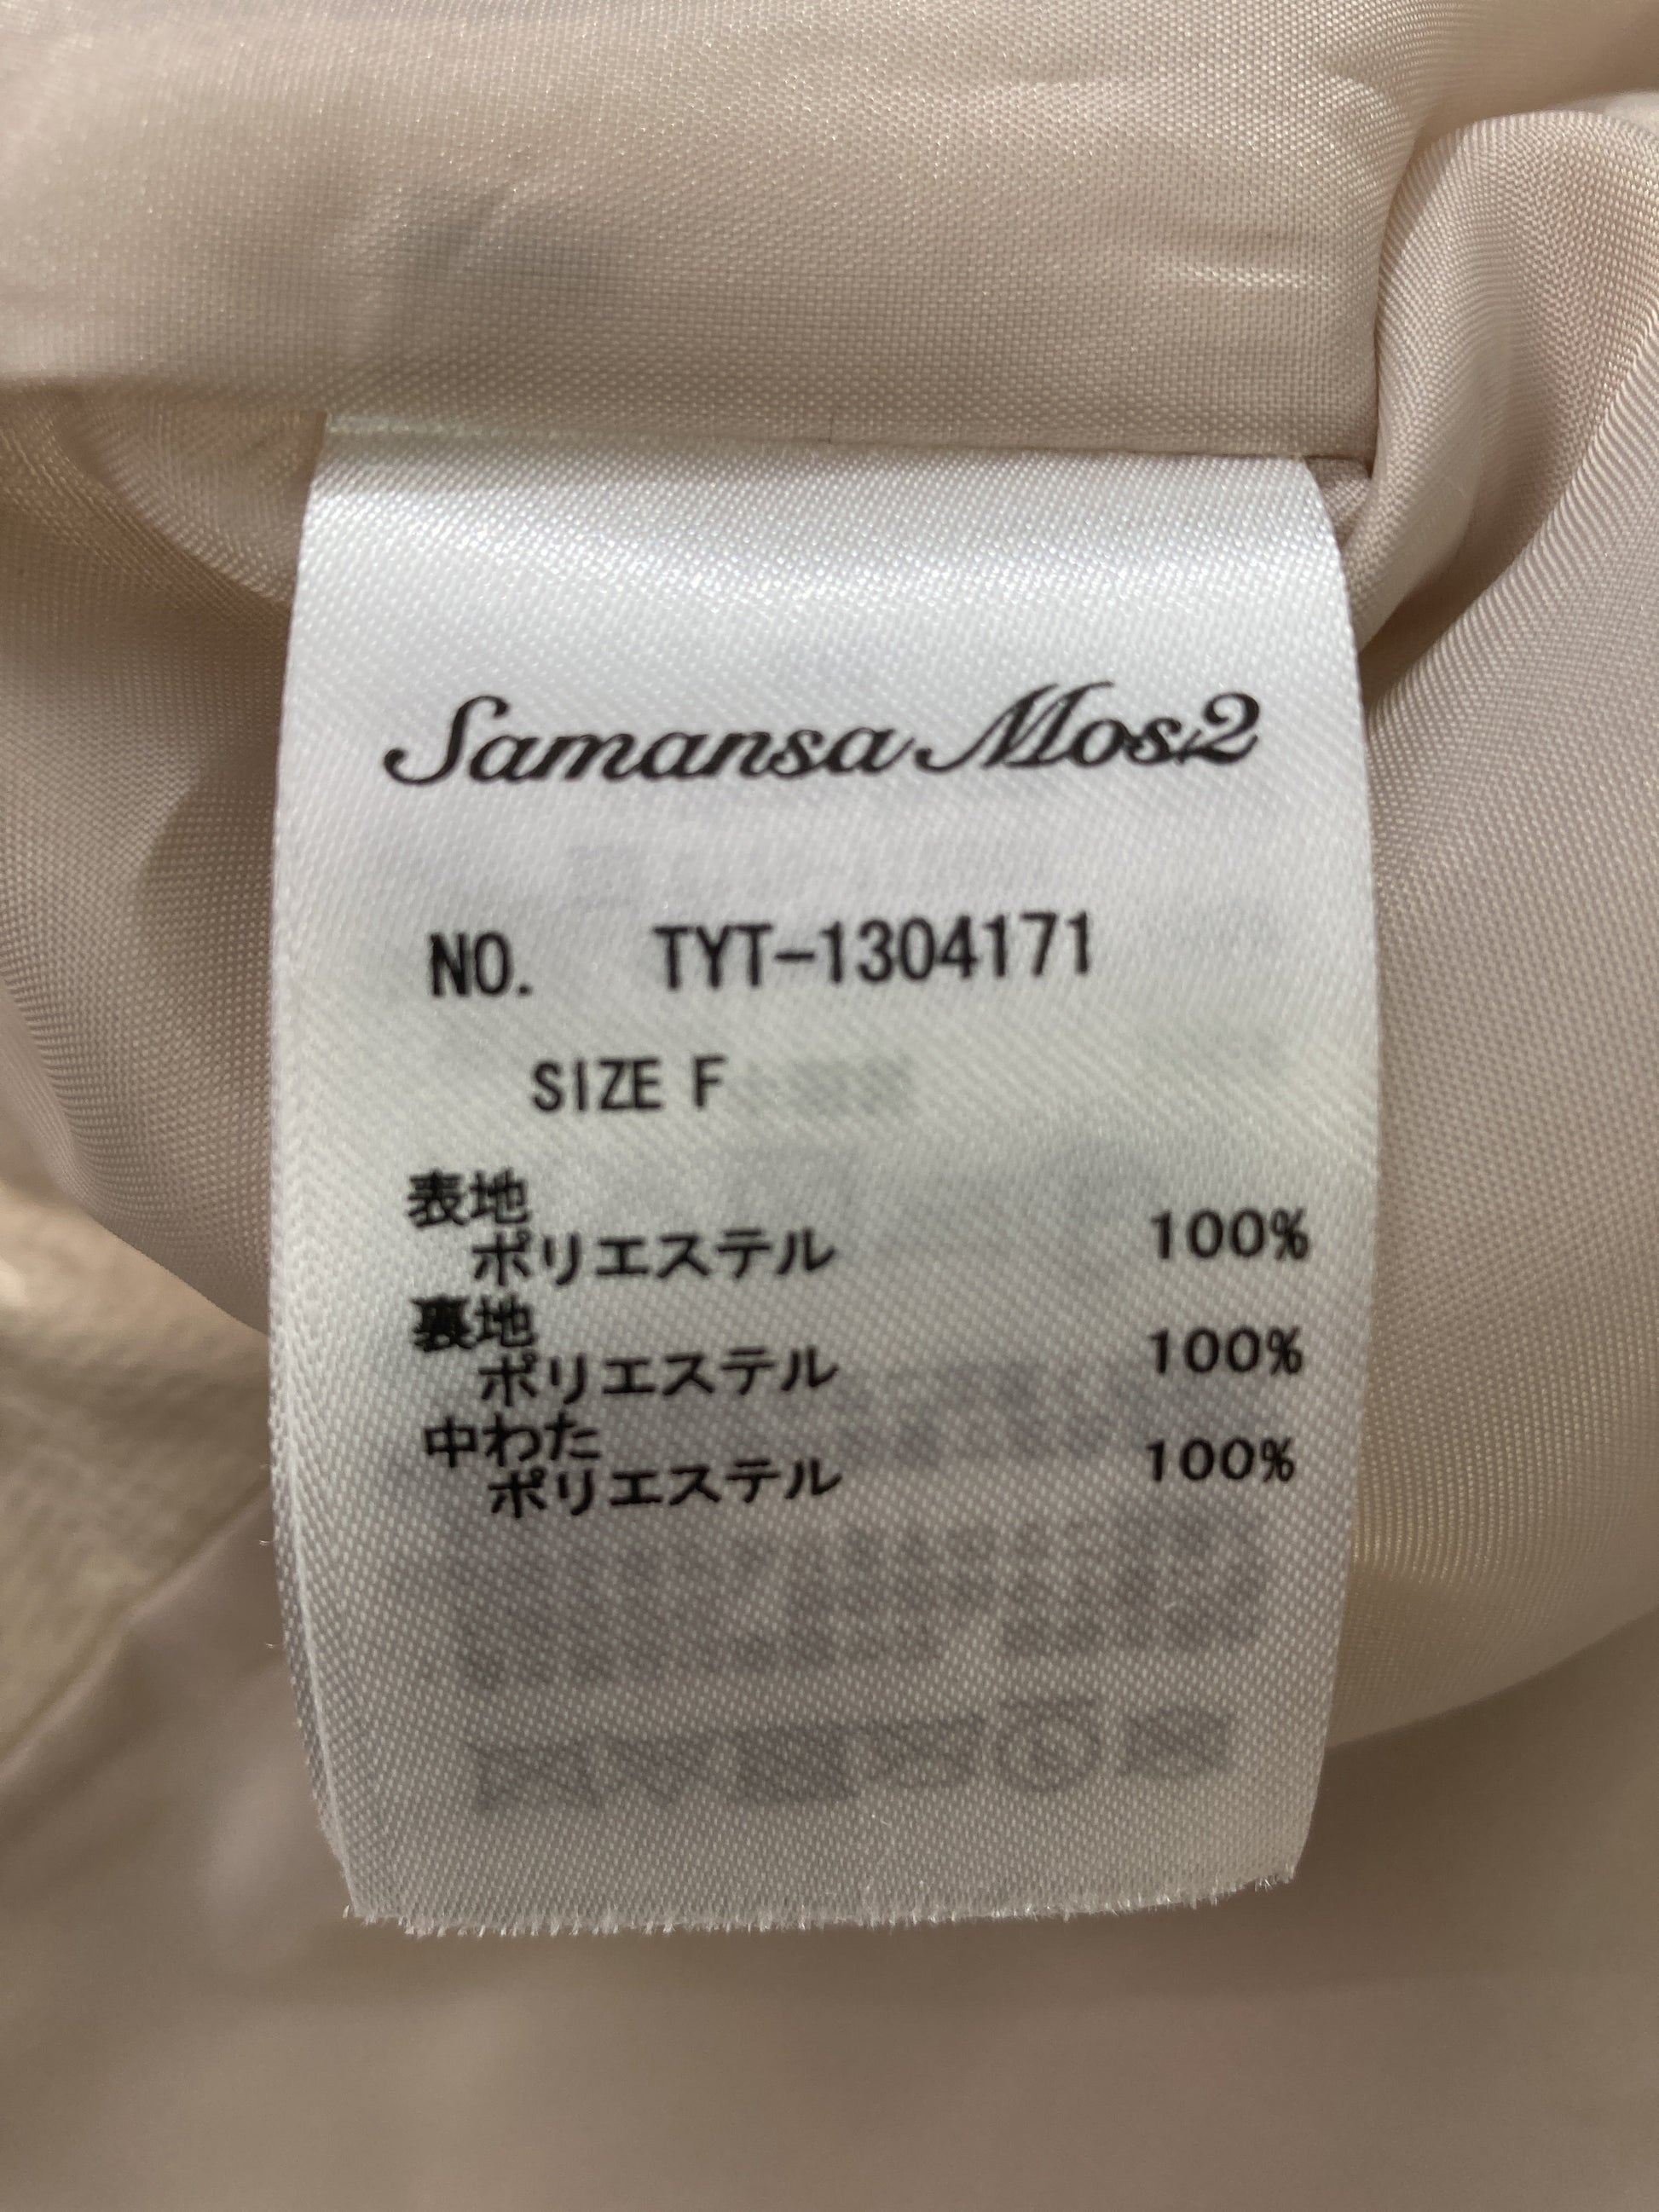 Samansa Mos2
NO. TYT-1304171
SIZE F
表地
ポリエステル 100%
裏地
ポリエステル 100%
中わた
ポリエステル 100%